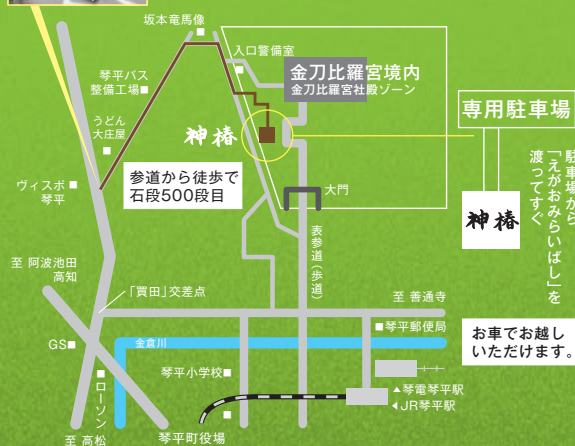 坂本竜馬像
入口警備室
琴平バス
整備工場
金刀比羅宮境内
金刀比羅宮社殿ゾーン
専用駐車場
うどん
大庄屋
神椿
参道から徒歩で
石段500段目
大門
駐車場から
「えがおみらいばし」を
渡ってすぐ
神椿
ヴィスポ
琴平
表参道（歩道）
至 阿波池田
高知
「買田」交差点
至 善通寺
琴平郵便局
お車でお越し
いただけます。
GS
金倉川
琴平小学校
ローソン
▲琴電琴平駅
◀JR琴平駅
至 高松
琴平町役場